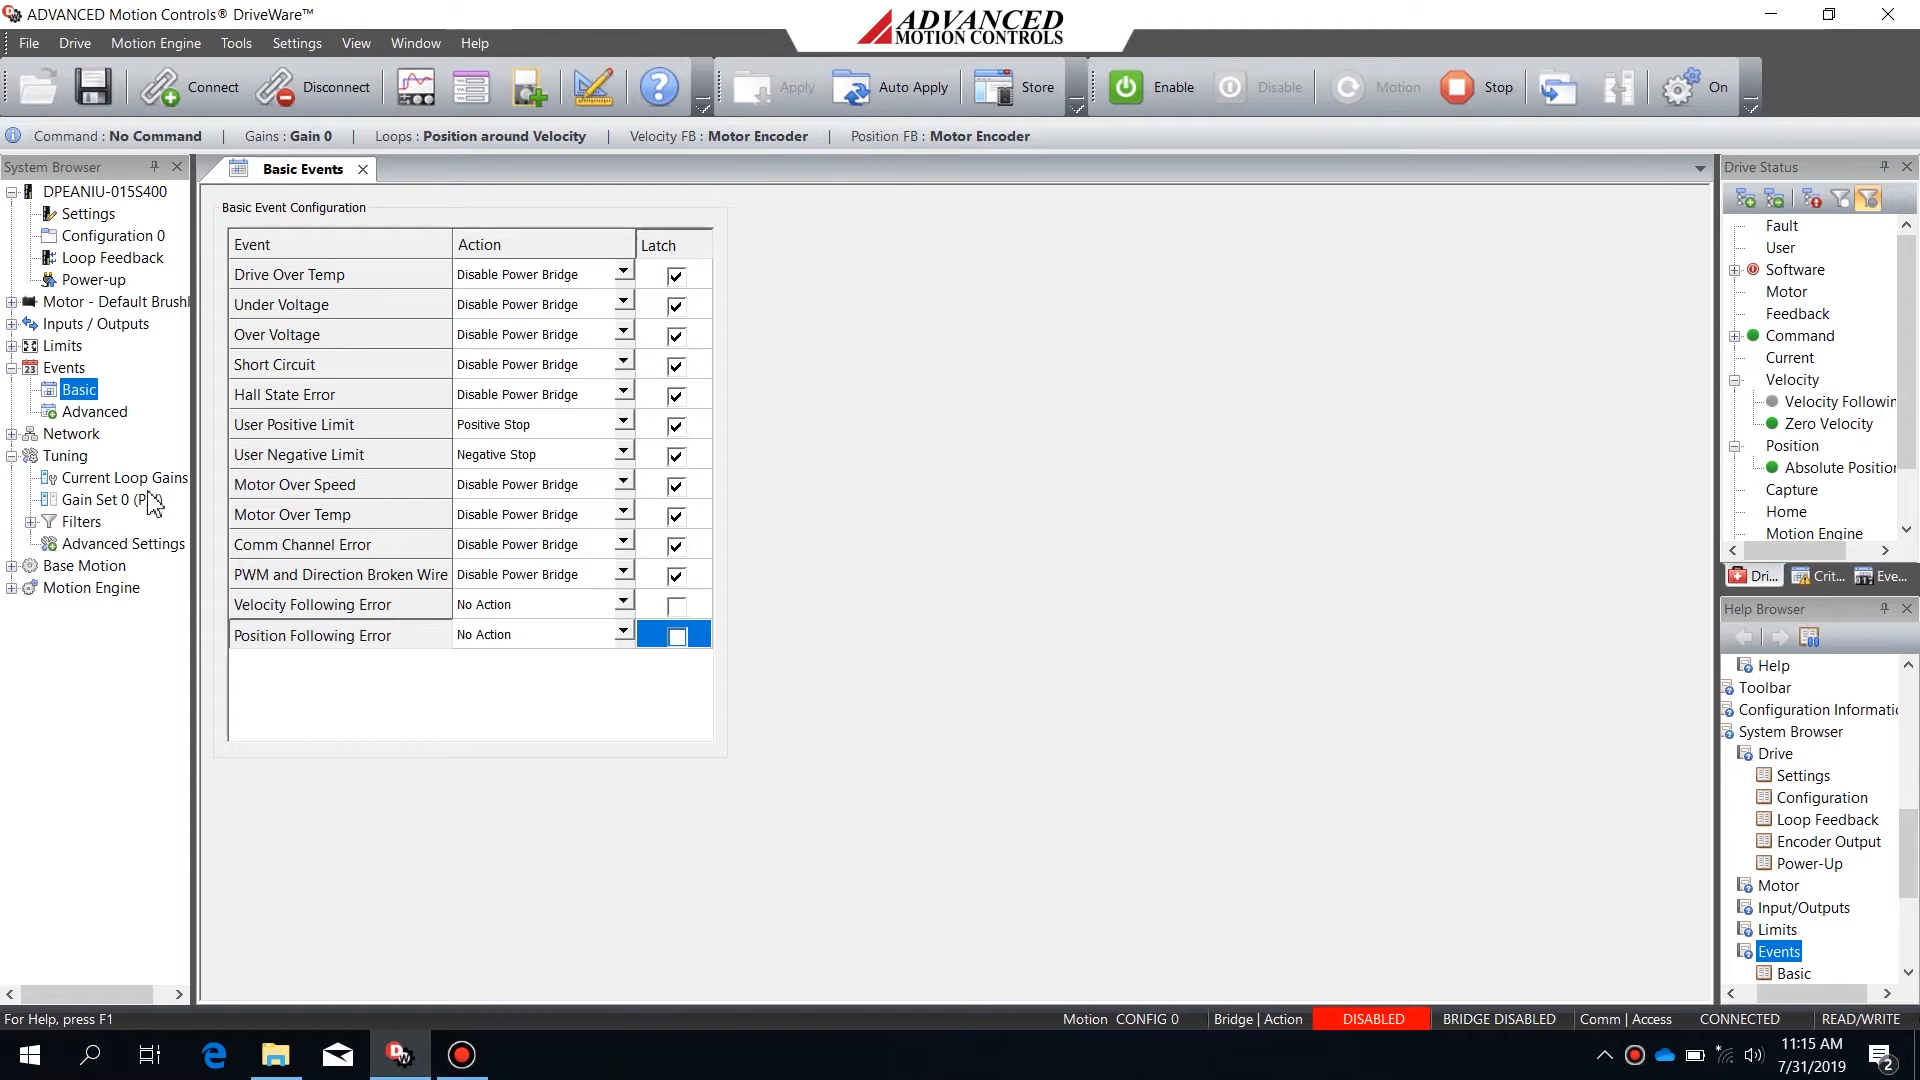 ADVANCED Motion Controls® DriveWare™
ADVANCED
MOTION CONTROLS
File Drive Motion Engine Tools Settings View Window Help
Connect Disconnect Apply Auto Apply Store Enable Disable Motion Stop On
Command : No Command | Gains : Gain 0 | Loops : Position around Velocity | Velocity FB : Motor Encoder | Position FB : Motor Encoder
System Browser
DPEANIU-015S400
Settings
Configuration 0
Loop Feedback
Power-up
Motor - Default Brushl
Inputs / Outputs
Limits
23 Events
Basic
Advanced
Network
Tuning
Current Loop Gains
Gain Set 0
Filters
Advanced Settings
Base Motion
Motion Engine
Basic Events
Basic Event Configuration
Event Action Latch
Drive Over Temp Disable Power Bridge
Under Voltage Disable Power Bridge
Over Voltage Disable Power Bridge
Short Circuit Disable Power Bridge
Hall State Error Disable Power Bridge
User Positive Limit Positive Stop
User Negative Limit Negative Stop
Motor Over Speed Disable Power Bridge
Motor Over Temp Disable Power Bridge
Comm Channel Error Disable Power Bridge
PWM and Direction Broken Wire Disable Power Bridge
Velocity Following Error No Action
Position Following Error No Action
Drive Status
Fault
User
Software
Motor
Feedback
Command
Current
Velocity
Velocity Followin
Zero Velocity
Position
Absolute Position
Capture
Home
Motion Engine
Dri... Crit... Eve...
Help Browser
Help
Toolbar
Configuration Informatic
System Browser
Drive
Settings
Configuration
Loop Feedback
Encoder Output
Power-Up
Motor
Input/Outputs
Limits
Events
Basic
For Help, press F1
Motion CONFIG 0 Bridge | Action DISABLED BRIDGE DISABLED Comm | Access CONNECTED READ/WRITE
11:15 AM
7/31/2019
2